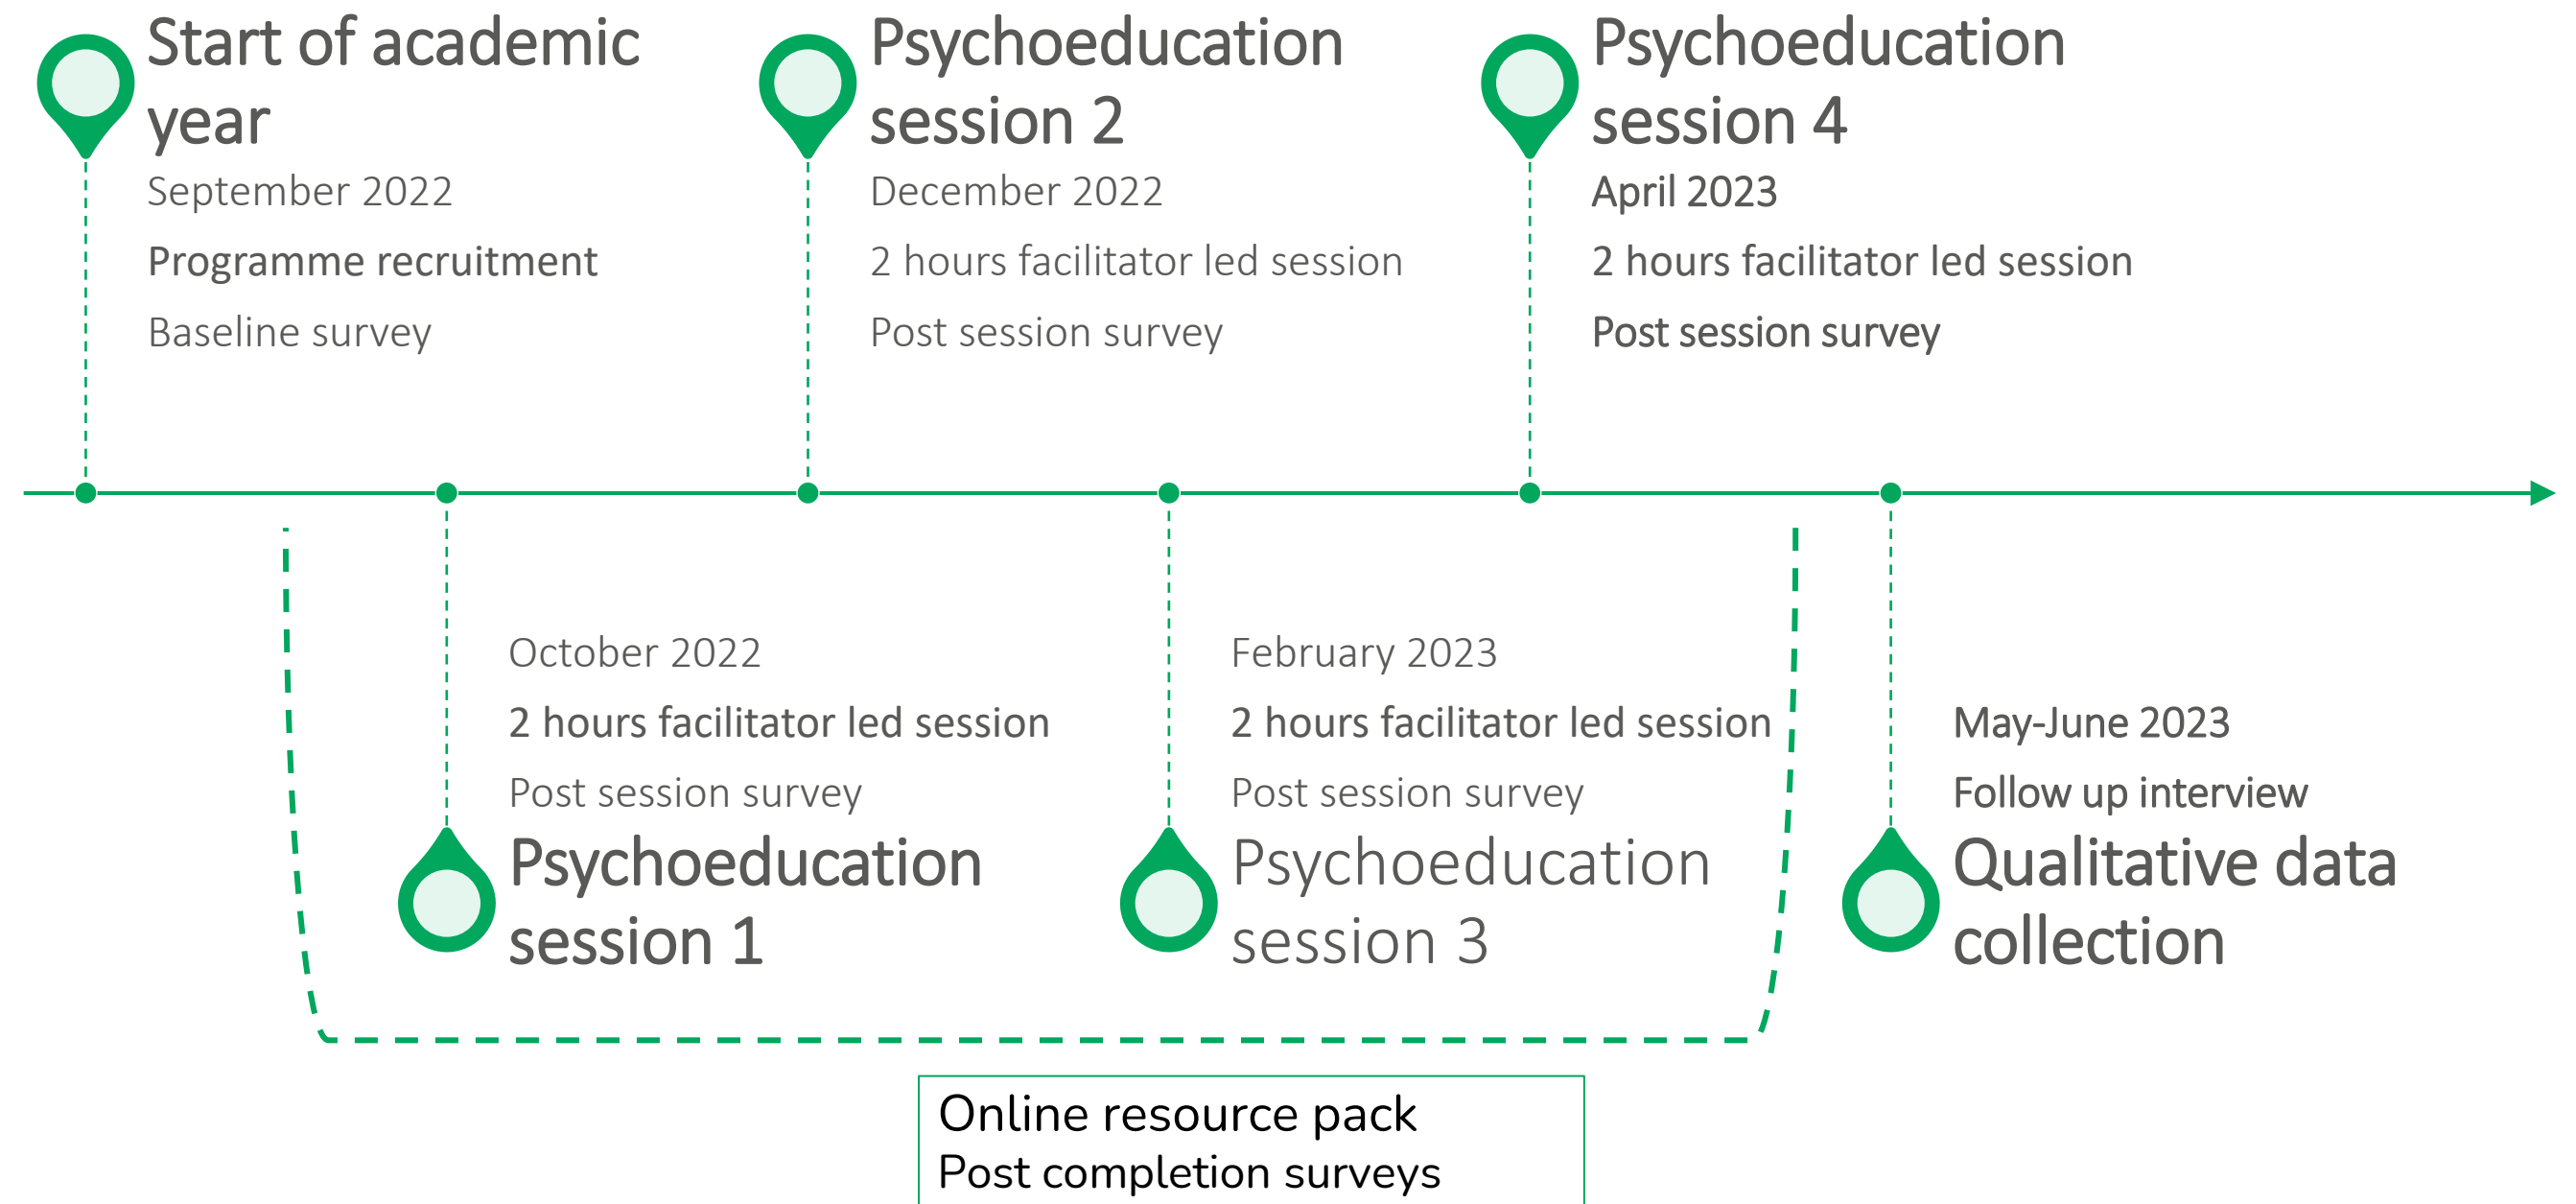 Start of academic
year
September 2022
Programme recruitment
Baseline survey
Psychoeducation
session 2
December 2022
2 hours facilitator led session
Post session survey
Psychoeducation
session 4
April 2023
2 hours facilitator led session
Post session survey
October 2022
2 hours facilitator led session
Post session survey
Psychoeducation
session 1
February 2023
2 hours facilitator led session
Post session survey
Psychoeducation
session 3
May-June 2023
Follow up interview
Qualitative data
collection
Online resource pack
Post completion surveys